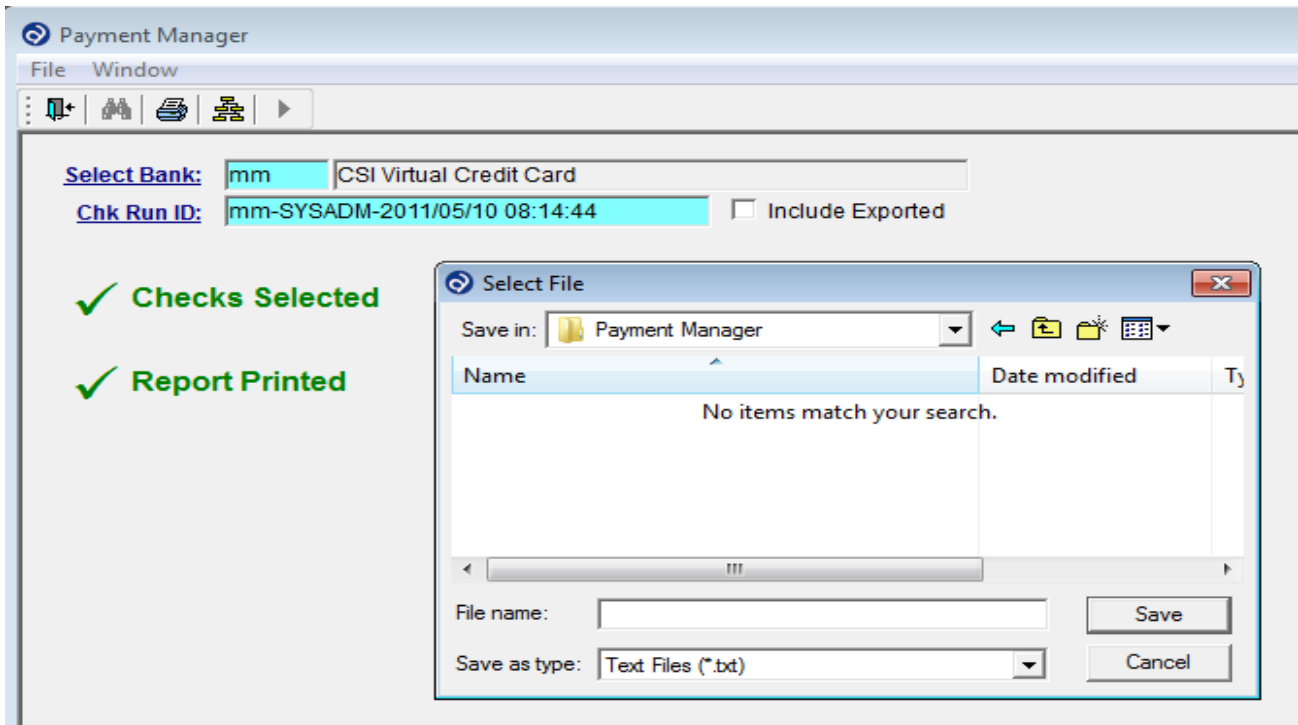 Payment Manager
File Window
Select Bank: mm CSI Virtual Credit Card
Chk Run ID: mm-SYSADM-2011/05/10 08:14:44 Include Exported
Checks Selected
Report Printed
Select File
Save in: Payment Manager
Name Date modified Ty
No items match your search.
File name: Save
Save as type: Text Files (*.txt) Cancel